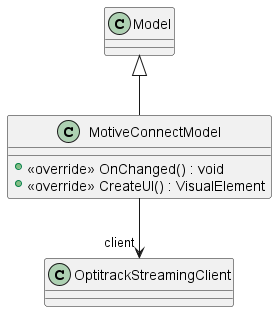 C Model
C MotiveConnectModel
«override» OnChanged() : void
«override» CreateUI() : VisualElement
client
C OptitrackStreamingClient